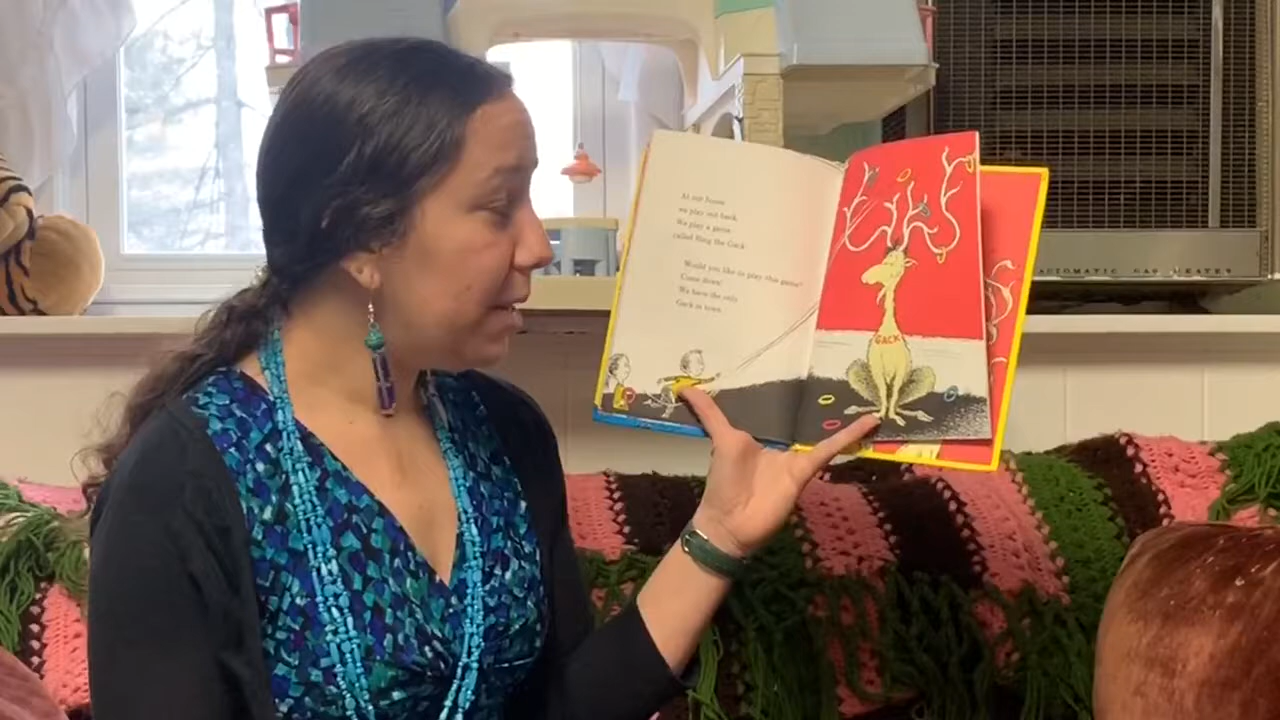 At our house
we play out back.
We play a game
called Ring the Gack.
Would you like to play this game?
Come down!
We have the only
Gack in town.
GACK
AUTOMATIC GAS HEATER